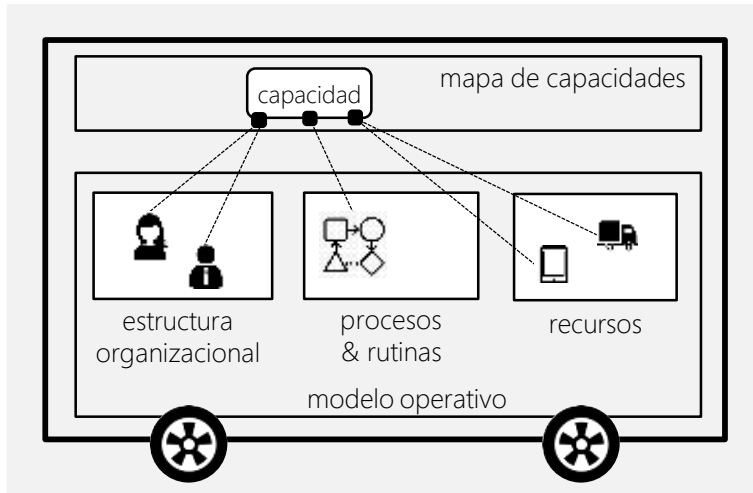 mapa de capacidades
capacidad
estructura
organizacional
procesos
& rutinas
recursos
modelo operativo